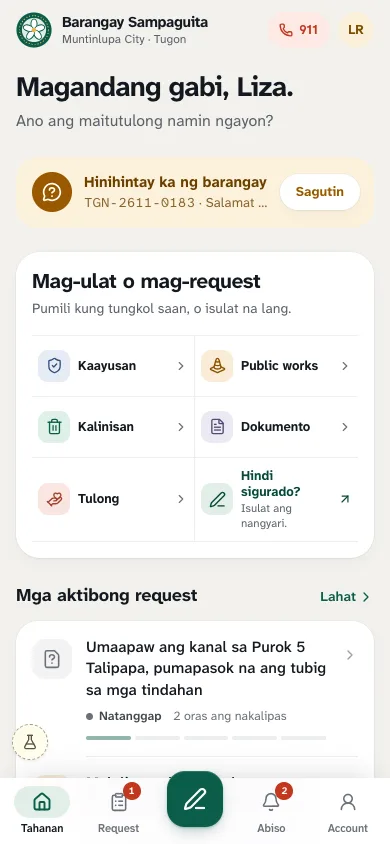 Barangay Sampaguita
Muntinlupa City · Tugon
911
LR
Magandang gabi, Liza.
Ano ang maitutulong namin ngayon?
Hinihintay ka ng barangay
TGN-2611-0183 · Salamat ...
Sagutin
Mag-ulat o mag-request
Pumili kung tungkol saan, o isulat na lang.
Kaayusan
Public works
Kalinisan
Dokumento
Tulong
Hindi
sigurado?
Isulat ang
nangyari.
Mga aktibong request
Lahat
Umaapaw ang kanal sa Purok 5
Talipapa, pumapasok na ang tubig
sa mga tindahan
Natanggap 2 oras ang nakalipas
1
2
Tahanan
Request
Abiso
Account